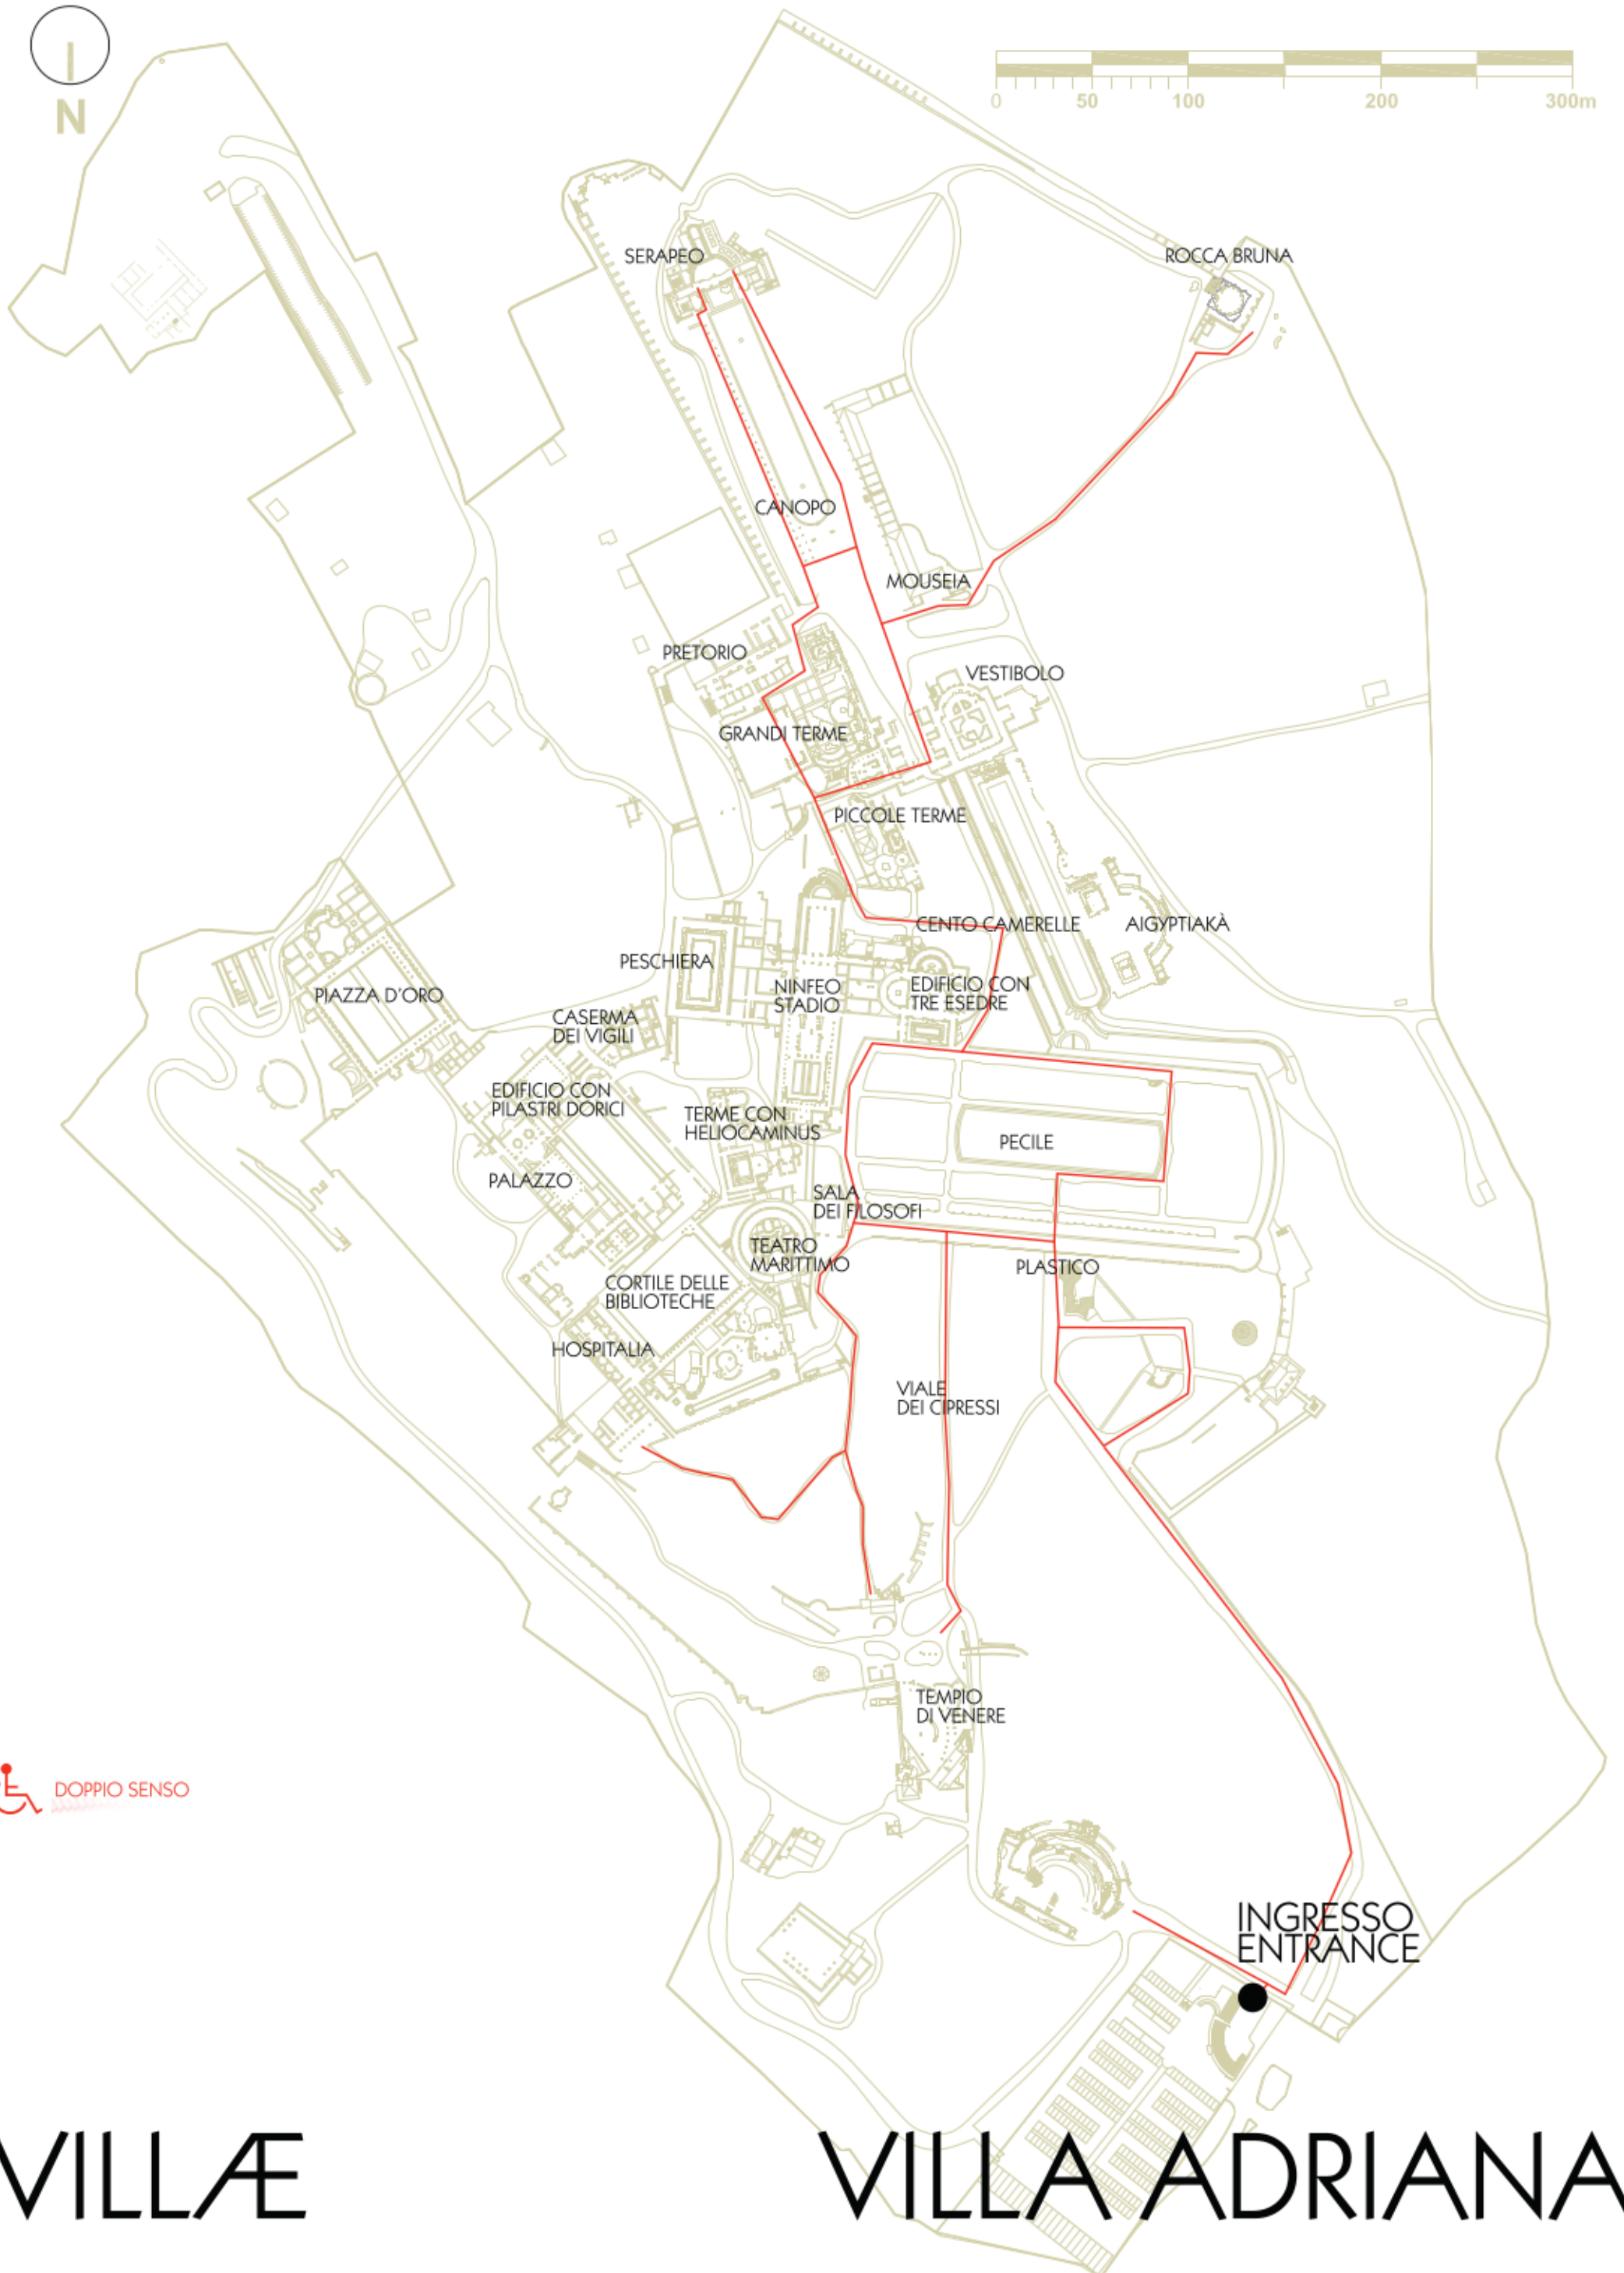 N
0 50 100 200 300m
SERAPEO
ROCCA BRUNA
CANOPO
MOUSEIA
PRETORIO
VESTIBOLO
GRANDI TERME
PICCOLE TERME
CENTO CAMERELLE
AIGYPTIAKÀ
PESCHIERA
NINFEO
STADIO
EDIFICIO CON
TRE ESEDRE
PIAZZA D'ORO
CASERMA
DEI VIGILI
EDIFICIO CON
PILASTRI DORICI
TERME CON
HELIOCAMINUS
PECILE
PALAZZO
SALA
DEI FILOSOFI
TEATRO
MARITTIMO
PLASTICO
CORTILE DELLE
BIBLIOTECHE
HOSPITALIA
VIALE
DEI CIPRESSI
TEMPIO
DI VENERE
DOPPIO SENSO
INGRESSO
ENTRANCE
VILLÆ
VILLA ADRIANA